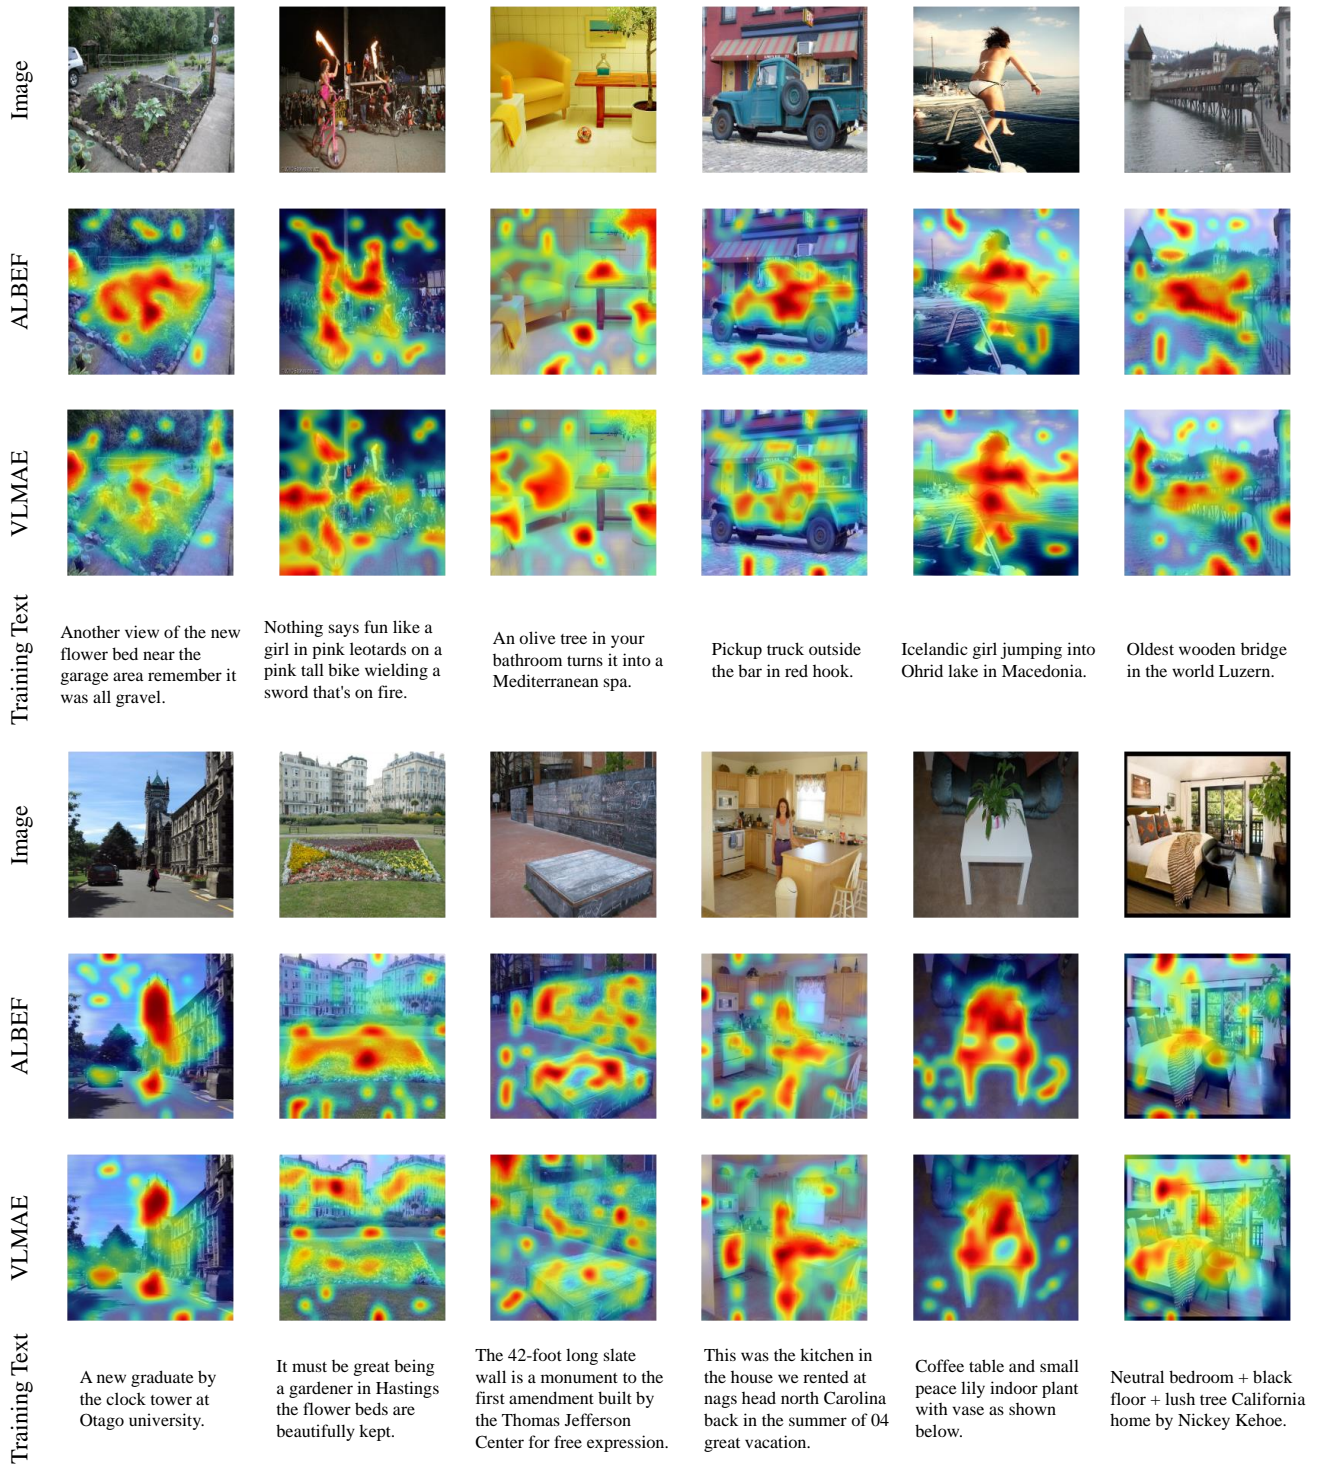 Image
ALBEF
VLMAE
Training Text
Another view of the new
flower bed near the
garage area remember it
was all gravel.
Nothing says fun like a
girl in pink leotards on a
pink tall bike wielding a
sword that's on fire.
An olive tree in your
bathroom turns it into a
Mediterranean spa.
Pickup truck outside
the bar in red hook.
Icelandic girl jumping into
Ohrid lake in Macedonia.
Oldest wooden bridge
in the world Luzern.
Image
ALBEF
VLMAE
Training Text
A new graduate by
the clock tower at
Otago university.
It must be great being
a gardener in Hastings
the flower beds are
beautifully kept.
The 42-foot long slate
wall is a monument to the
first amendment built by
the Thomas Jefferson
Center for free expression.
This was the kitchen in
the house we rented at
nags head north Carolina
back in the summer of 04
great vacation.
Coffee table and small
peace lily indoor plant
with vase as shown
below.
Neutral bedroom + black
floor + lush tree California
home by Nickey Kehoe.